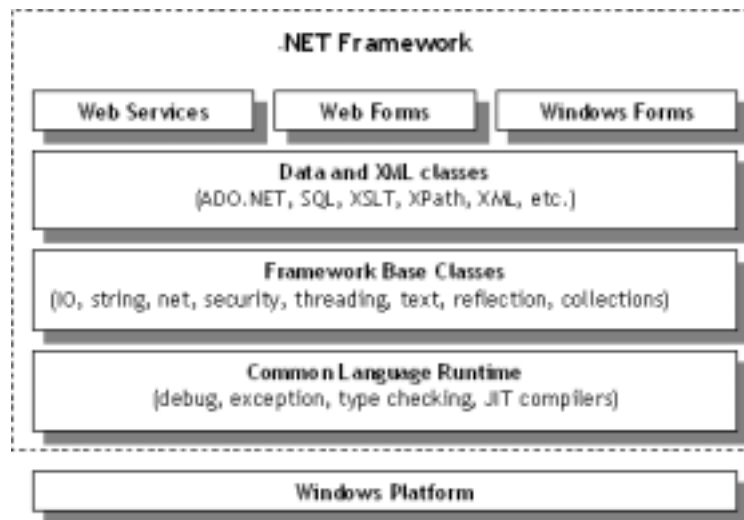 .NET Framework
Web Services
Web Forms
Windows Forms
Data and XML classes
(ADO.NET, SQL, XSLT, XPath, XML, etc.)
Framework Base Classes
(IO, string, net, security, threading, text, reflection, collections)
Common Language Runtime
(debug, exception, type checking, JIT compilers)
Windows Platform